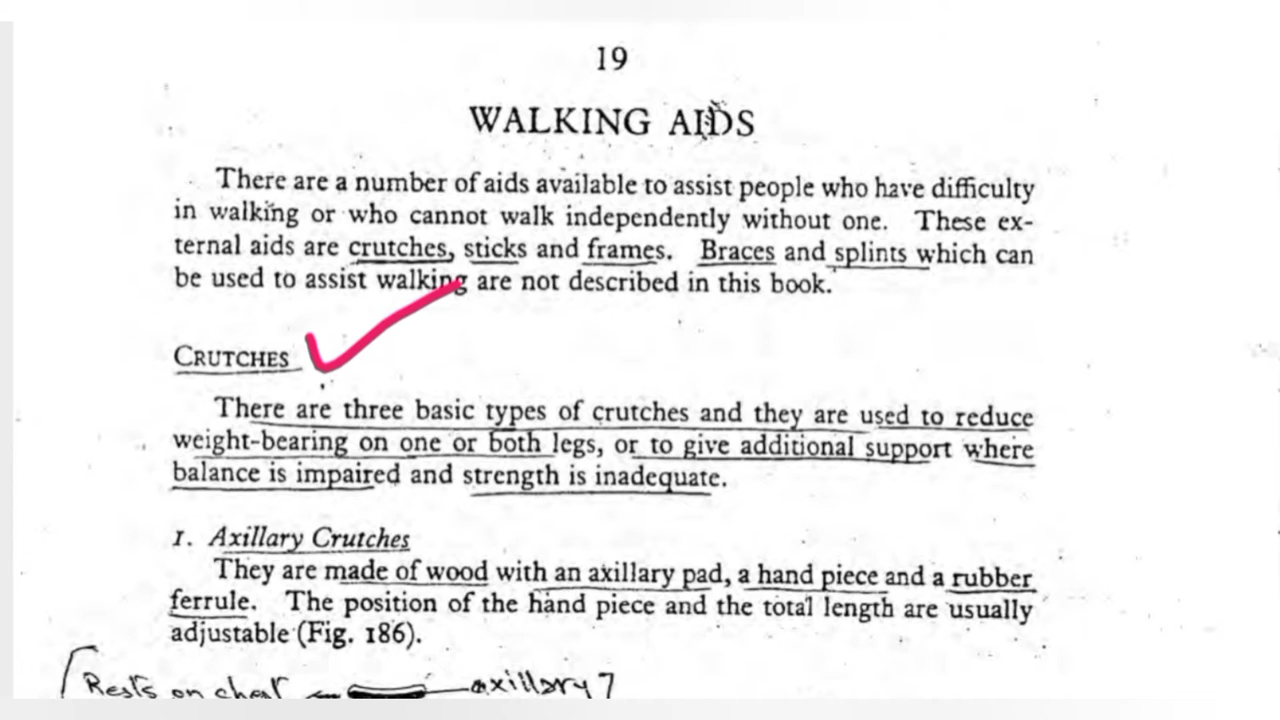 19
WALKING AIDS
There are a number of aids available to assist people who have difficulty
in walking or who cannot walk independently without one. These ex-
ternal aids are crutches, sticks and frames. Braces and splints which can
be used to assist walking are not described in this book.
CRUTCHES
There are three basic types of crutches and they are used to reduce
weight-bearing on one or both legs, or to give additional support where
balance is impaired and strength is inadequate.
1. Axillary Crutches
They are made of wood with an axillary pad, a hand piece and a rubber
ferrule. The position of the hand piece and the total length are usually
adjustable (Fig. 186).
Rests on chest axillary